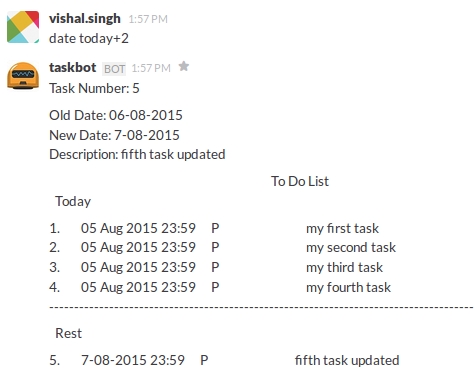 vishal.singh 1:57 PM
date today+2
taskbot BOT 1:57 PM
Task Number: 5
Old Date: 06-08-2015
New Date: 7-08-2015
Description: fifth task updated
To Do List
Today
1. 05 Aug 2015 23:59 P my first task
2. 05 Aug 2015 23:59 P my second task
3. 05 Aug 2015 23:59 P my third task
4. 05 Aug 2015 23:59 P my fourth task
--------------------------------------------------------------------------------
Rest
5. 7-08-2015 23:59 P fifth task updated